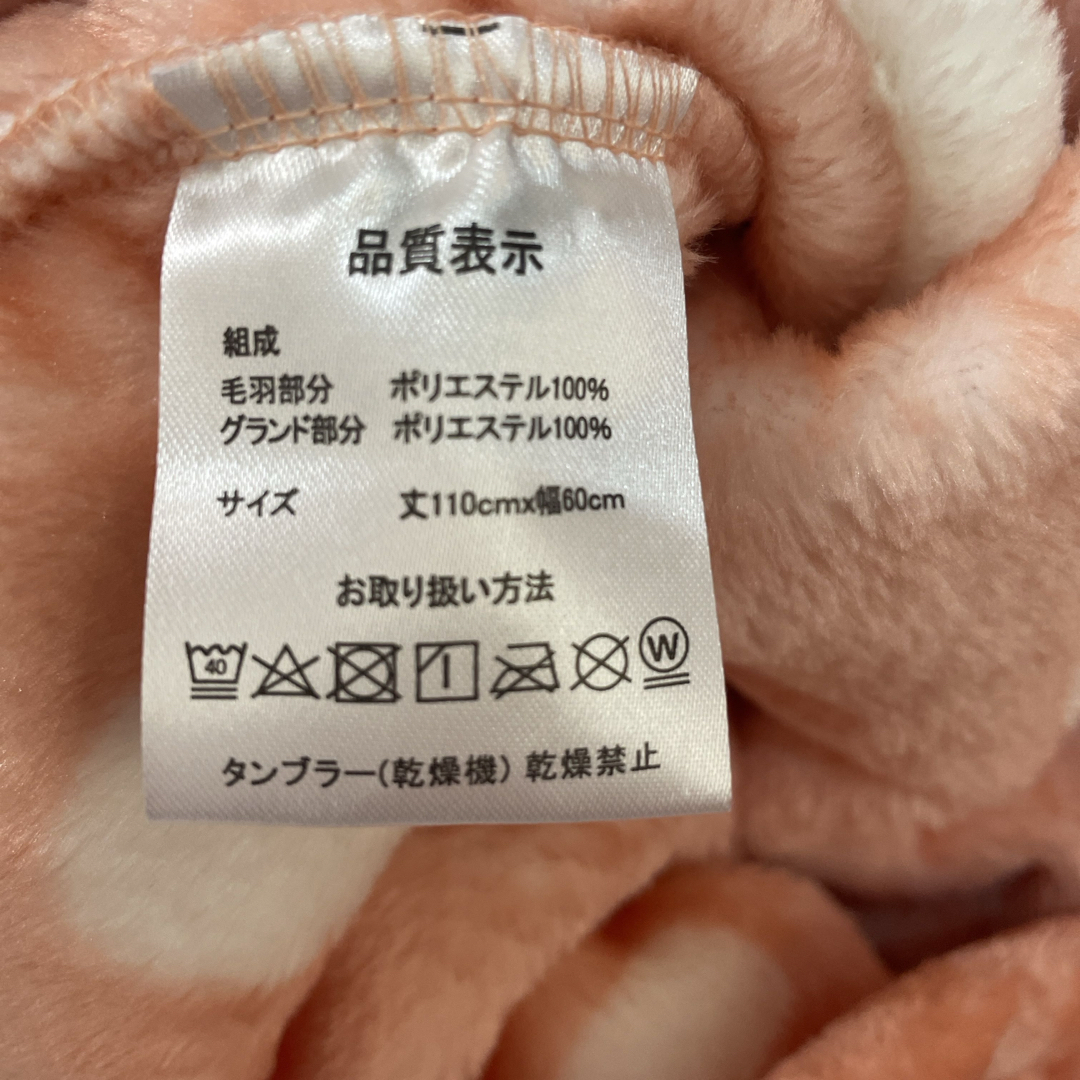 品質表示
組成
毛羽部分 ポリエステル100%
グランド部分 ポリエステル100%
サイズ 丈110cmx幅60cm
お取り扱い方法
40 W
タンブラー(乾燥機) 乾燥禁止